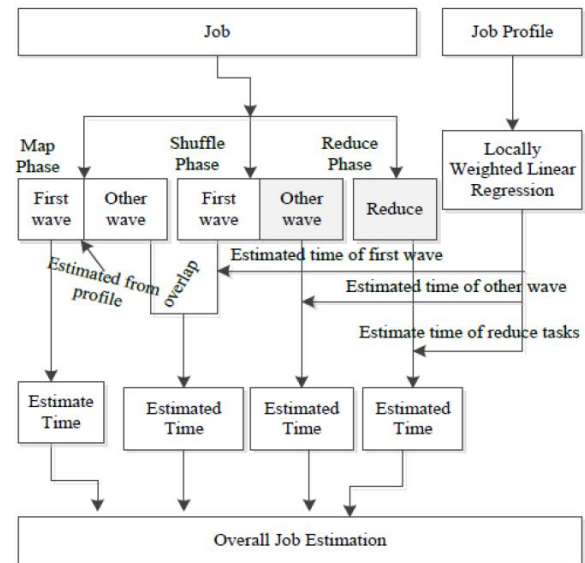 Job
Job Profile
Map
Phase
Shuffle
Phase
Reduce
Phase
Locally
Weighted Linear
Regression
First
wave
Other
wave
First
wave
Other
wave
Reduce
Estimated from
profile
overlap
Estimated time of first wave
Estimated time of other wave
Estimate time of reduce tasks
Estimate
Time
Estimated
Time
Estimated
Time
Estimated
Time
Overall Job Estimation